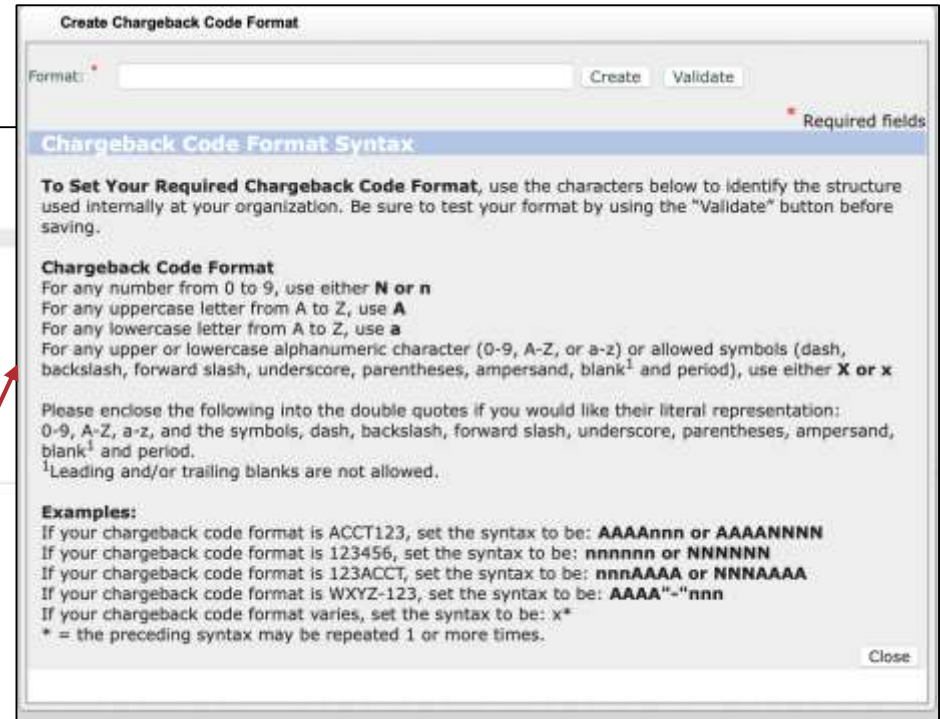 Create Chargeback Code Format
Format: *
Create Validate
* Required fields
Chargeback Code Format Syntax
To Set Your Required Chargeback Code Format, use the characters below to identify the structure
used internally at your organization. Be sure to test your format by using the "Validate" button before
saving.
Chargeback Code Format
For any number from 0 to 9, use either N or n
For any uppercase letter from A to Z, use A
For any lowercase letter from A to Z, use a
For any upper or lowercase alphanumeric character (0-9, A-Z, or a-z) or allowed symbols (dash,
backslash, forward slash, underscore, parentheses, ampersand, blank¹ and period), use either X or x
Please enclose the following into the double quotes if you would like their literal representation:
0-9, A-Z, a-z, and the symbols, dash, backslash, forward slash, underscore, parentheses, ampersand,
blank¹ and period.
¹Leading and/or trailing blanks are not allowed.
Examples:
If your chargeback code format is ACCT123, set the syntax to be: AAAAnnn or AAAANNNN
If your chargeback code format is 123456, set the syntax to be: nnnnnn or NNNNNN
If your chargeback code format is 123ACCT, set the syntax to be: nnnAAAA or NNNAAAA
If your chargeback code format is WXYZ-123, set the syntax to be: AAAA"-"nnn
If your chargeback code format varies, set the syntax to be: x*
* = the preceding syntax may be repeated 1 or more times.
Close